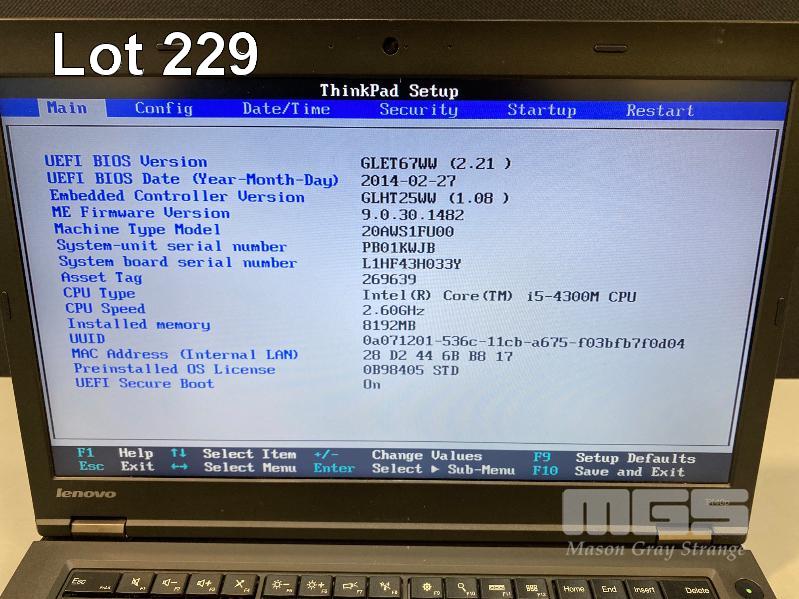 Lot 229
ThinkPad Setup
Main Config Date/Time Security Startup Restart
UEFI BIOS Version GLET67WW (2.21 )
UEFI BIOS Date (Year-Month-Day) 2014-02-27
Embedded Controller Version GLHT25WW (1.08 )
ME Firmware Version 9.0.30.1482
Machine Type Model 20AWS1FU00
System-unit serial number PB01KWJB
System board serial number L1HF43H033Y
Asset Tag 269639
CPU Type Intel(R) Core(TM) i5-4300M CPU
CPU Speed 2.60GHz
Installed memory 8192MB
UUID 0a071201-536c-11cb-a675-f03bfb7f0d04
MAC Address (Internal LAN) 28 D2 44 6B B8 17
Preinstalled OS License 0B98405 STD
UEFI Secure Boot On
F1 Help ↑↓ Select Item +/- Change Values F9 Setup Defaults
Esc Exit ↔ Select Menu Enter Select ▶ Sub-Menu F10 Save and Exit
lenovo
MGS
Mason Gray Strange
Esc Home End Insert Delete